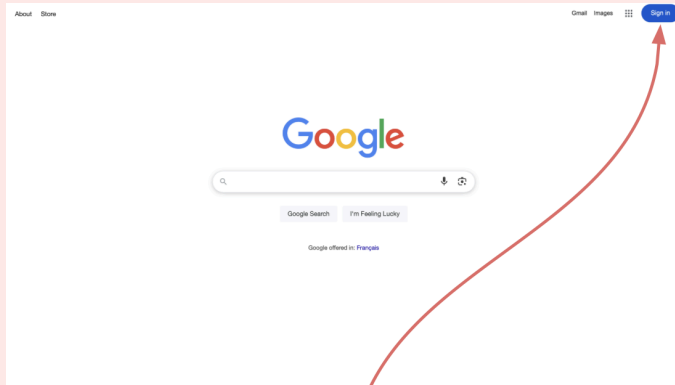 About Store
Gmail Images Sign in
Google
Google Search I'm Feeling Lucky
Google offered in: Français